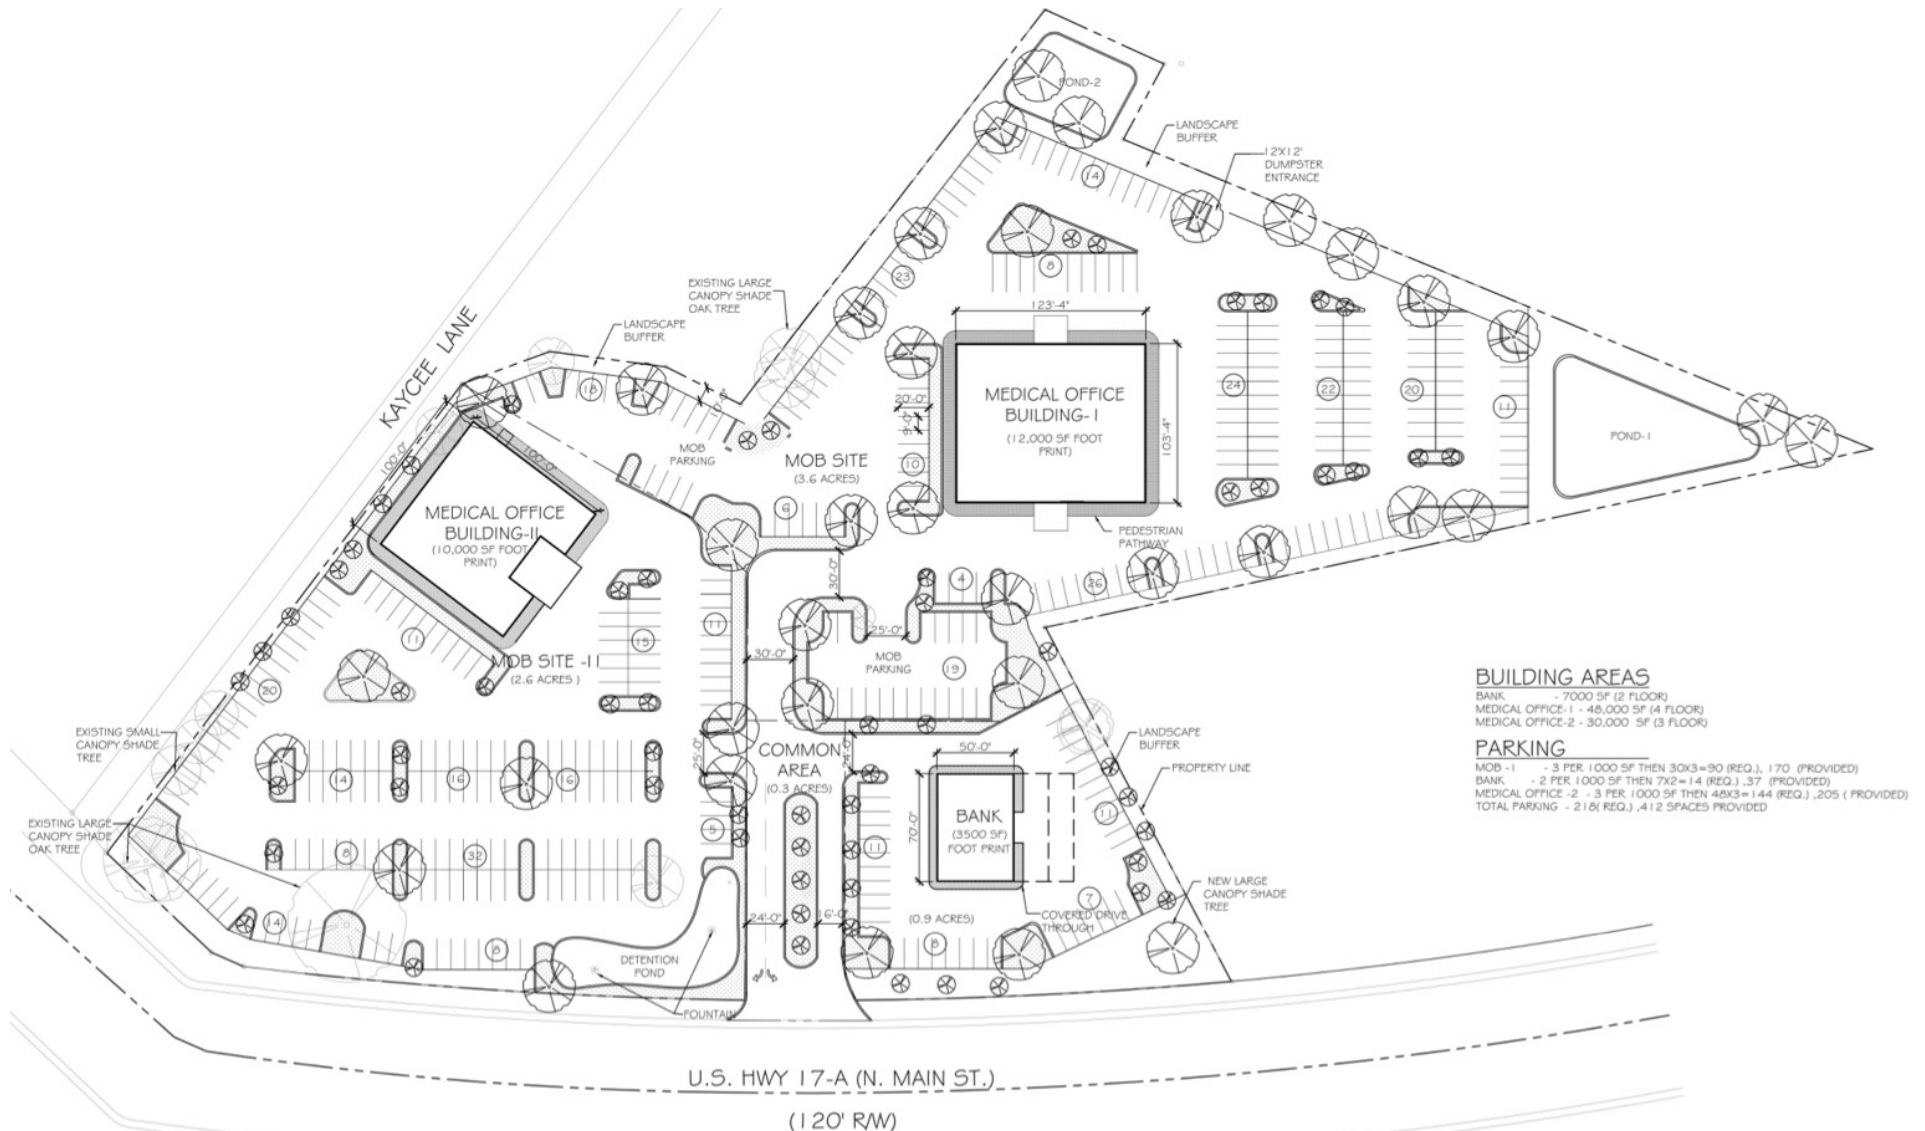 POND-2
LANDSCAPE
BUFFER
12'X12'
DUMPSTER
ENTRANCE
14
8
23
EXISTING LARGE
CANOPY SHADE
OAK TREE
123'-4"
LANDSCAPE
BUFFER
KAYCEE LANE
18
MEDICAL OFFICE
BUILDING-I
(12,000 SF FOOT
PRINT)
103'-4"
20'-0"
9'-0"
10
24
22
20
11
POND-1
MOB
PARKING
MOB SITE
(3.6 ACRES)
6
100'-0"
100'-0"
MEDICAL OFFICE
BUILDING-II
(10,000 SF FOOT
PRINT)
PEDESTRIAN
PATHWAY
30'-0"
4
26
11
15
11
25'-0"
30'-0"
MOB
PARKING
19
MOB SITE -II
(2.6 ACRES)
20
EXISTING SMALL
CANOPY SHADE
TREE
14
16
16
25'-0"
COMMON
AREA
(0.3 ACRES)
24'-0"
50'-0"
LANDSCAPE
BUFFER
PROPERTY LINE
BANK
(3500 SF)
FOOT PRINT
70'-0"
11
11
EXISTING LARGE
CANOPY SHADE
OAK TREE
8
32
5
14
8
24'-0"
16'-0"
(0.9 ACRES)
8
7
COVERED DRIVE
THROUGH
NEW LARGE
CANOPY SHADE
TREE
DETENTION
POND
FOUNTAIN
U.S. HWY 17-A (N. MAIN ST.)
(120' R/W)
BUILDING AREAS
BANK - 7000 SF (2 FLOOR)
MEDICAL OFFICE-1 - 48,000 SF (4 FLOOR)
MEDICAL OFFICE-2 - 30,000 SF (3 FLOOR)
PARKING
MOB -1 - 3 PER 1000 SF THEN 30X3=90 (REQ.), 170 (PROVIDED)
BANK - 2 PER 1000 SF THEN 7X2=14 (REQ.) ,37 (PROVIDED)
MEDICAL OFFICE -2 - 3 PER 1000 SF THEN 48X3=144 (REQ.) ,205 ( PROVIDED)
TOTAL PARKING - 218( REQ.) ,412 SPACES PROVIDED